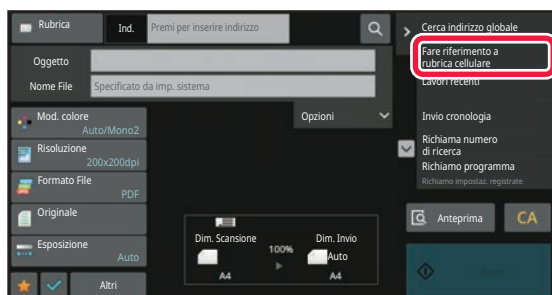 Rubrica
Ind.
Premi per inserire indirizzo
Oggetto
Nome File
Specificato da imp. sistema
Mod. colore
Auto/Mono2
Risoluzione
200x200dpi
Formato File
PDF
Originale
Esposizione
Auto
Altri
Opzioni
Dim. Scansione
100%
Dim. Invio
Auto
A4
A4
Cerca indirizzo globale
Fare riferimento a
rubrica cellulare
Lavori recenti
Invio cronologia
Richiama numero
di ricerca
Richiamo programma
Richiamo impostaz. registrate
Anteprima
CA